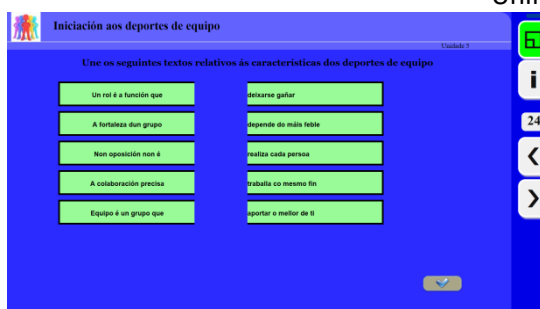 Iniciación aos deportes de equipo
Unidade 5
Une os seguintes textos relativos ás características dos deportes de equipo
Un rol é a función que
deixarse gañar
A fortaleza dun grupo
depende do máis feble
Non oposición non é
realiza cada persoa
A colaboración precisa
traballa co mesmo fin
Equipo é un grupo que
aportar o mellor de ti
i
24